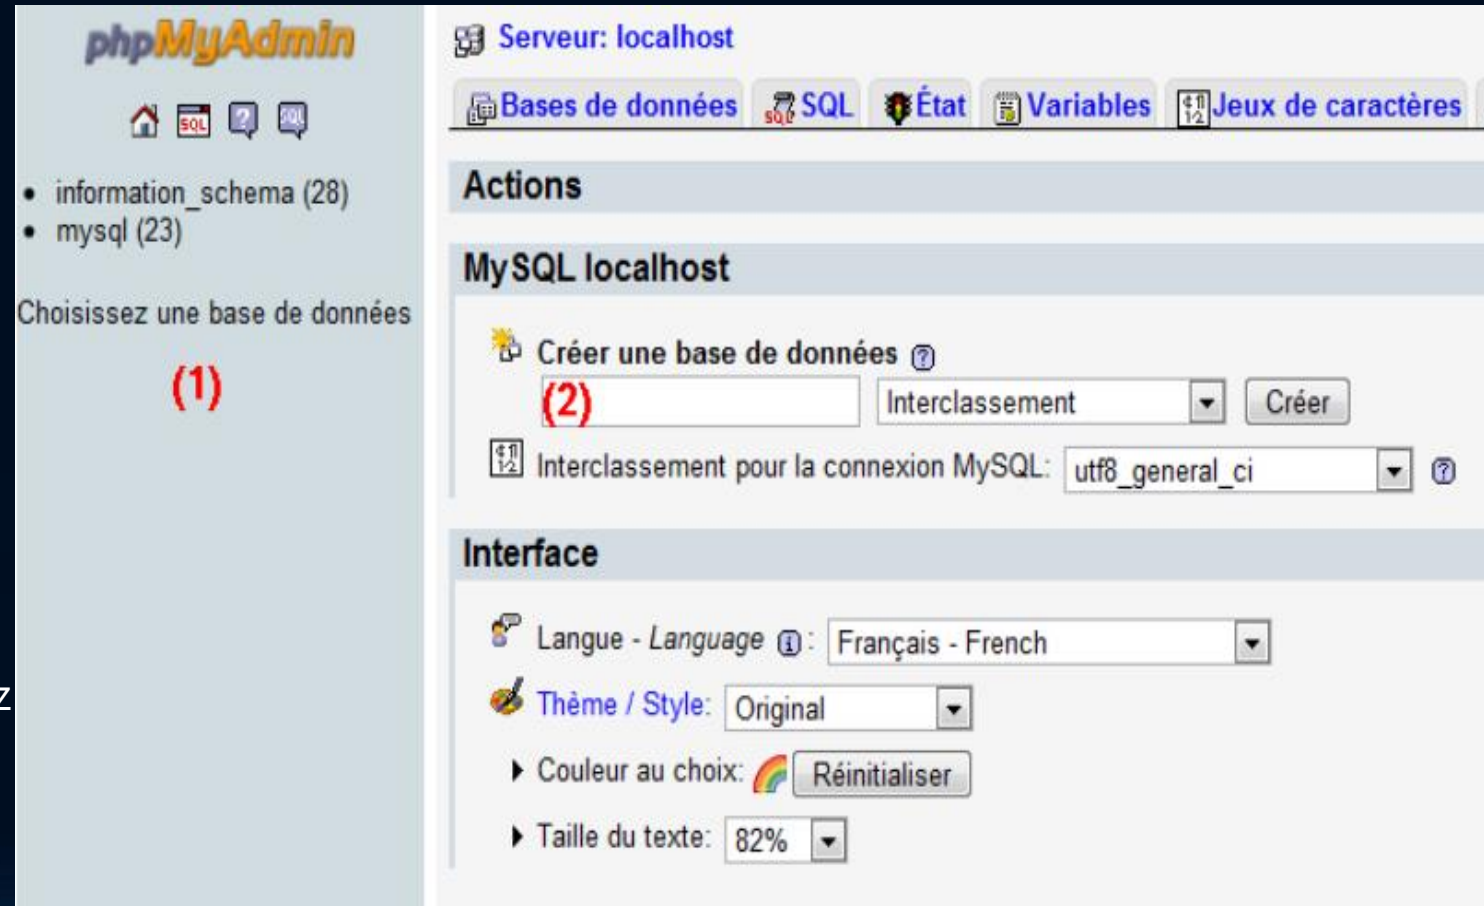 phpMyAdmin
SQL
SQL
information_schema (28)
mysql (23)
Choisissez une base de données
(1)
z
Serveur: localhost
Bases de données SQL État Variables Jeux de caractères
Actions
MySQL localhost
Créer une base de données
(2) Interclassement Créer
Interclassement pour la connexion MySQL: utf8_general_ci
Interface
Langue - Language : Français - French
Thème / Style: Original
Couleur au choix: Réinitialiser
Taille du texte: 82%